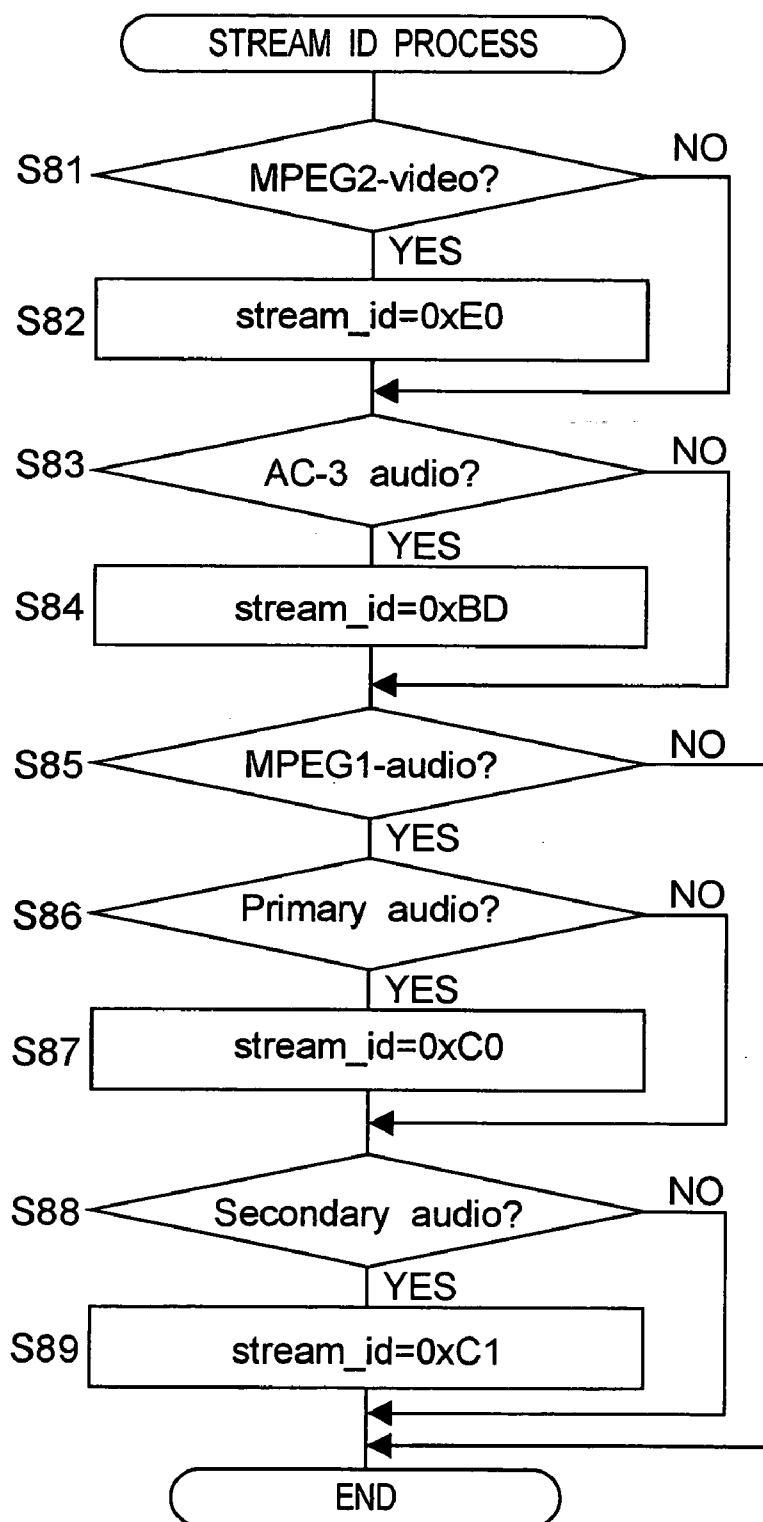 STREAM ID PROCESS
S81
MPEG2-video?
NO
YES
S82
stream_id=0xE0
S83
AC-3 audio?
NO
YES
S84
stream_id=0xBD
S85
MPEG1-audio?
NO
YES
S86
Primary audio?
NO
YES
S87
stream_id=0xC0
S88
Secondary audio?
NO
YES
S89
stream_id=0xC1
END